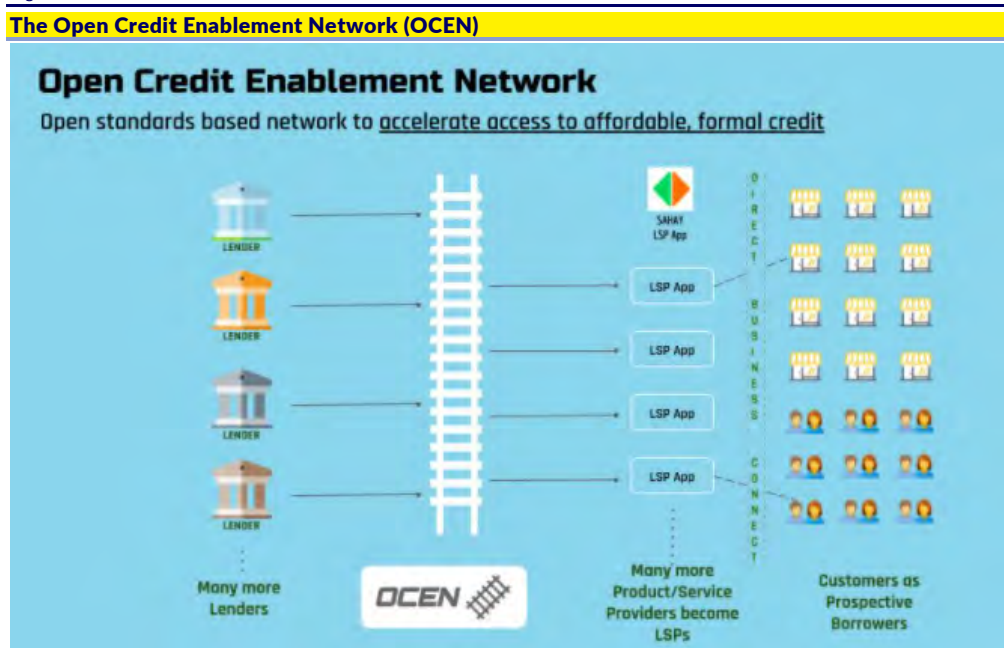 The Open Credit Enablement Network (OCEN)
Open Credit Enablement Network
Open standards based network to accelerate access to affordable, formal credit
LENDER
LENDER
LENDER
LENDER
Many more
Lenders
OCEN
SAHAY
LSP App
LSP App
LSP App
LSP App
LSP App
Many more
Product/Service
Providers become
LSPs
DIRECT BUSINESS CONNECT
Customers as
Prospective
Borrowers